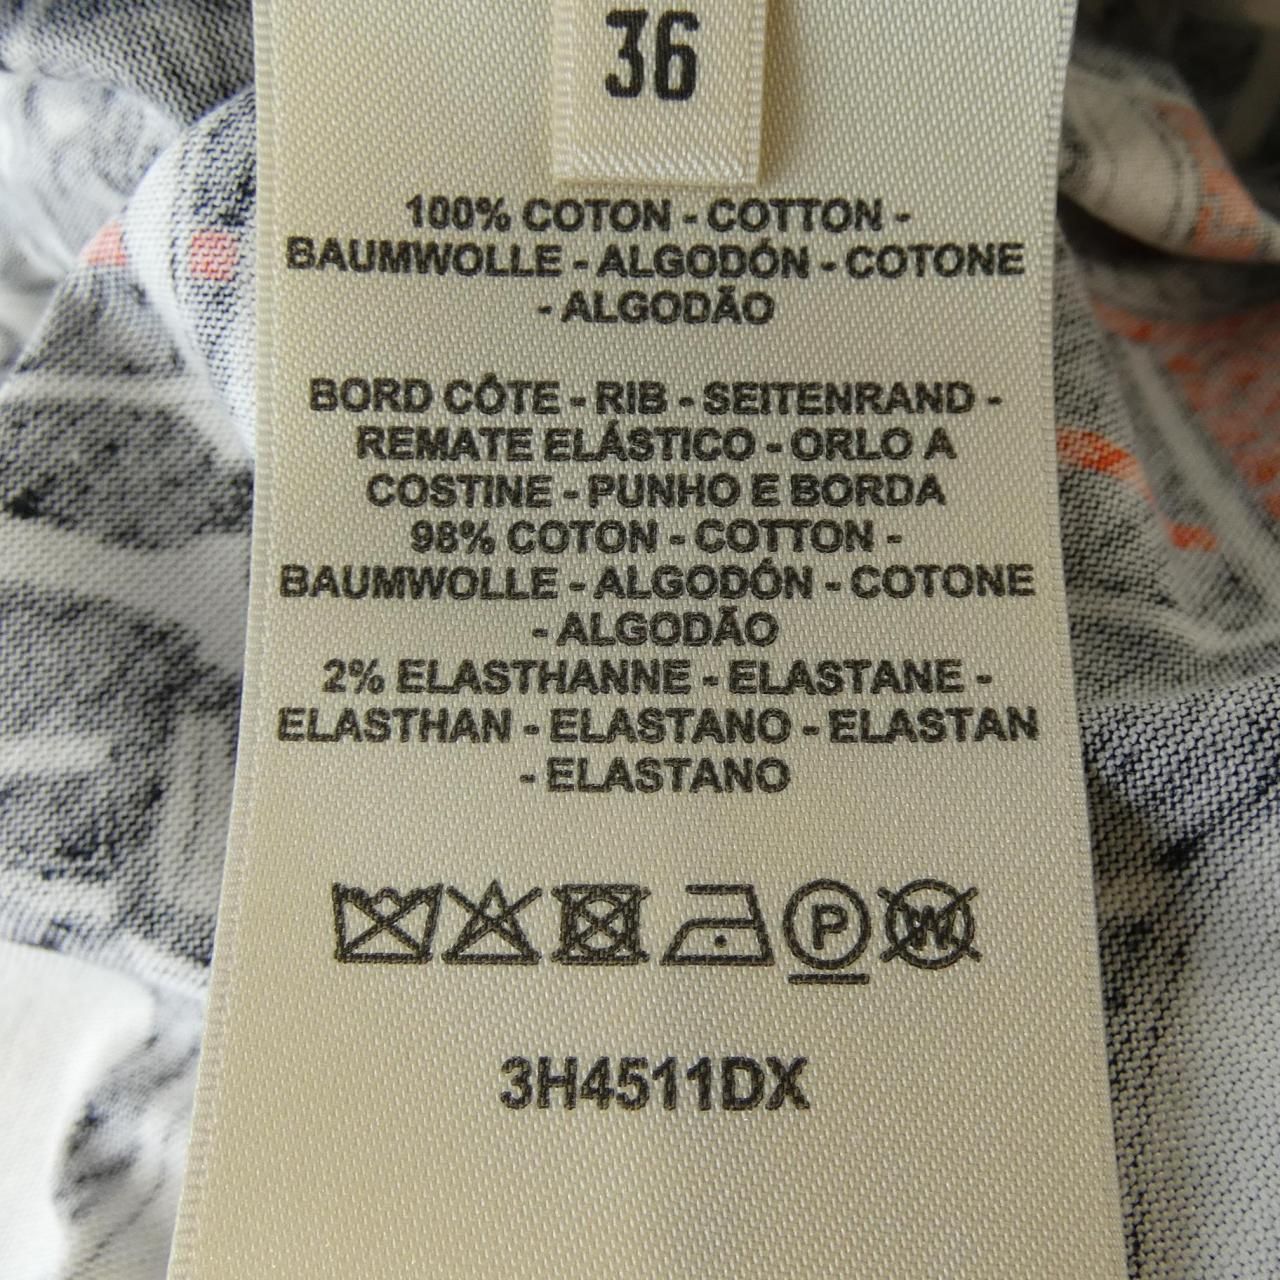 36
100% COTON - COTTON -
BAUMWOLLE - ALGODÓN - COTONE
- ALGODÃO
BORD CÔTE - RIB - SEITENRAND -
REMATE ELÁSTICO - ORLO A
COSTINE - PUNHO E BORDA
98% COTON - COTTON -
BAUMWOLLE - ALGODÓN - COTONE
- ALGODÃO
2% ELASTHANNE - ELASTANE -
ELASTHAN - ELASTANO - ELASTAN
- ELASTANO
P W
3H4511DX